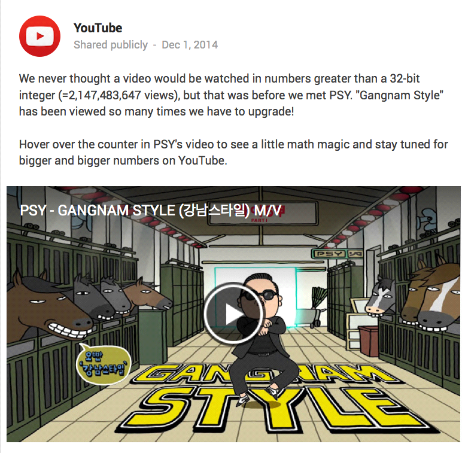 YouTube
Shared publicly - Dec 1, 2014
We never thought a video would be watched in numbers greater than a 32-bit
integer (=2,147,483,647 views), but that was before we met PSY. "Gangnam Style"
has been viewed so many times we have to upgrade!
Hover over the counter in PSY's video to see a little math magic and stay tuned for
bigger and bigger numbers on YouTube.
PSY - GANGNAM STYLE (강남스타일) M/V
PSY
오빤
강남스타일
GANGNAM
STYLE